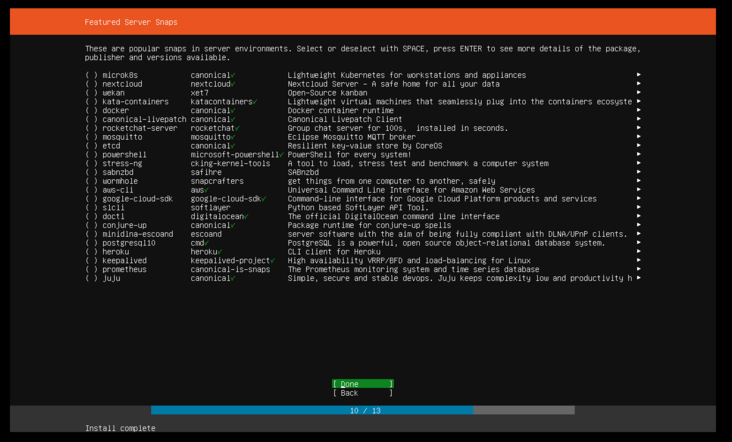 Featured Server Snaps
These are popular snaps in server environments. Select or deselect with SPACE, press ENTER to see more details of the package,
publisher and versions available.
( ) microk8s canonical✓ Lightweight Kubernetes for workstations and appliances ▸
( ) nextcloud nextcloud✓ Nextcloud Server - A safe home for all your data ▸
( ) wekan xet7 Open-Source kanban ▸
( ) kata-containers katacontainers✓ Lightweight virtual machines that seamlessly plug into the containers ecosyste ▸
( ) docker canonical✓ Docker container runtime ▸
( ) canonical-livepatch canonical✓ Canonical Livepatch Client ▸
( ) rocketchat-server rocketchat✓ Group chat server for 100s, installed in seconds. ▸
( ) mosquitto mosquitto✓ Eclipse Mosquitto MQTT broker ▸
( ) etcd canonical✓ Resilient key-value store by CoreOS ▸
( ) powershell microsoft-powershell✓ PowerShell for every system! ▸
( ) stress-ng cking-kernel-tools A tool to load, stress test and benchmark a computer system ▸
( ) sabnzbd safihre SABnzbd ▸
( ) wormhole snapcrafters get things from one computer to another, safely ▸
( ) aws-cli aws✓ Universal Command Line Interface for Amazon Web Services ▸
( ) google-cloud-sdk google-cloud-sdk✓ Command-line interface for Google Cloud Platform products and services ▸
( ) slcli softlayer Python based SoftLayer API Tool. ▸
( ) doctl digitalocean✓ The official DigitalOcean command line interface ▸
( ) conjure-up canonical✓ Package runtime for conjure-up spells ▸
( ) minidlna-escoand escoand server software with the aim of being fully compliant with DLNA/UPnP clients. ▸
( ) postgresql10 cmd✓ PostgreSQL is a powerful, open source object-relational database system. ▸
( ) heroku heroku✓ CLI client for Heroku ▸
( ) keepalived keepalived-project✓ High availability VRRP/BFD and load-balancing for Linux ▸
( ) prometheus canonical-is-snaps The Prometheus monitoring system and time series database ▸
( ) juju canonical✓ Simple, secure and stable devops. Juju keeps complexity low and productivity h ▸
[ Done ]
[ Back ]
10 / 13
Install complete